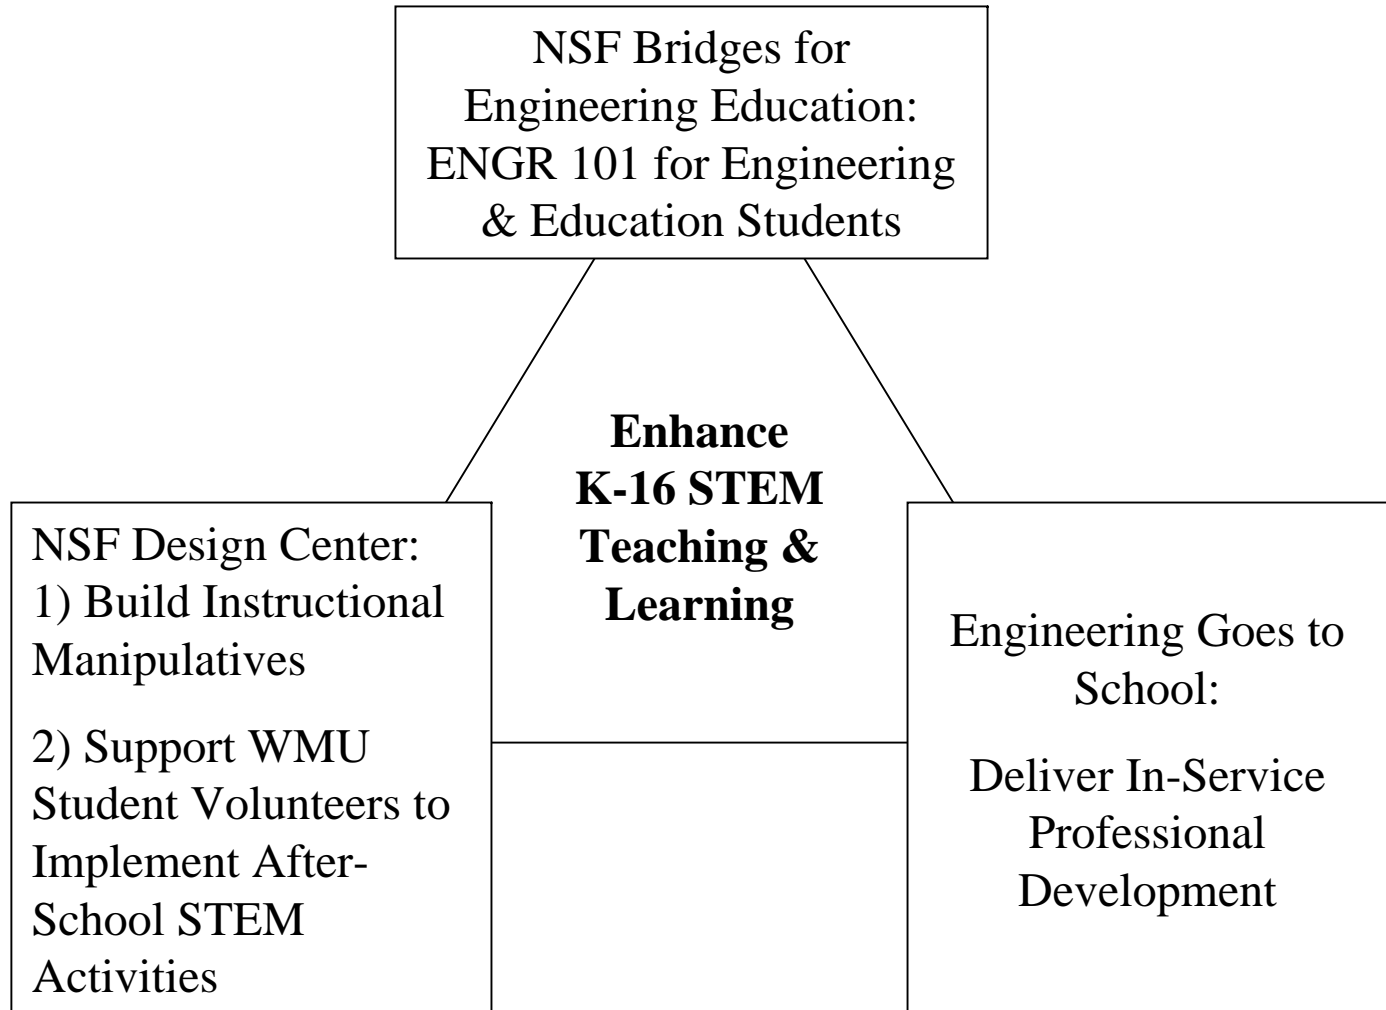 NSF Bridges for
Engineering Education:
ENGR 101 for Engineering
& Education Students
Enhance
K-16 STEM
Teaching &
Learning
NSF Design Center:
1) Build Instructional
Manipulatives
2) Support WMU
Student Volunteers to
Implement After-
School STEM
Activities
Engineering Goes to
School:
Deliver In-Service
Professional
Development